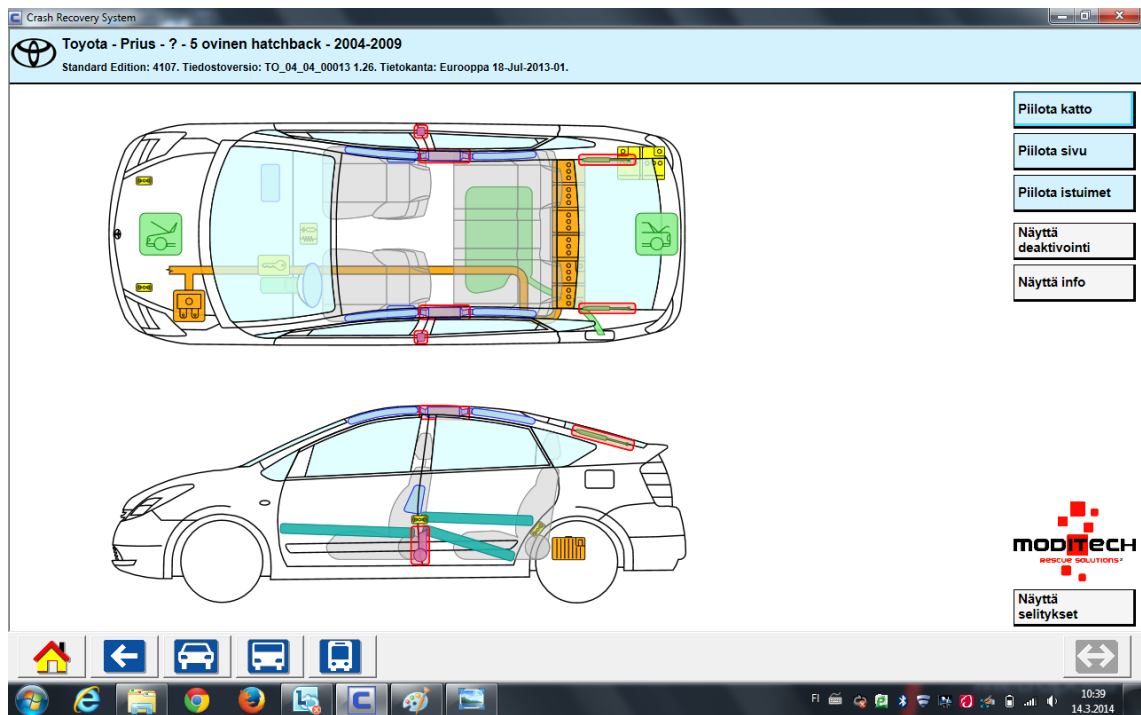 Crash Recovery System
Toyota - Prius - ? - 5 ovinen hatchback - 2004-2009
Standard Edition: 4107. Tiedostoversio: TO_04_04_00013 1.26. Tietokanta: Eurooppa 18-Jul-2013-01.
Piilota katto
Piilota sivu
Piilota istuimet
Näyttä
deaktivointi
Näyttä info
MODITECH
RESCUE SOLUTIONS
Näyttä
selitykset
FI
10:39
14.3.2014